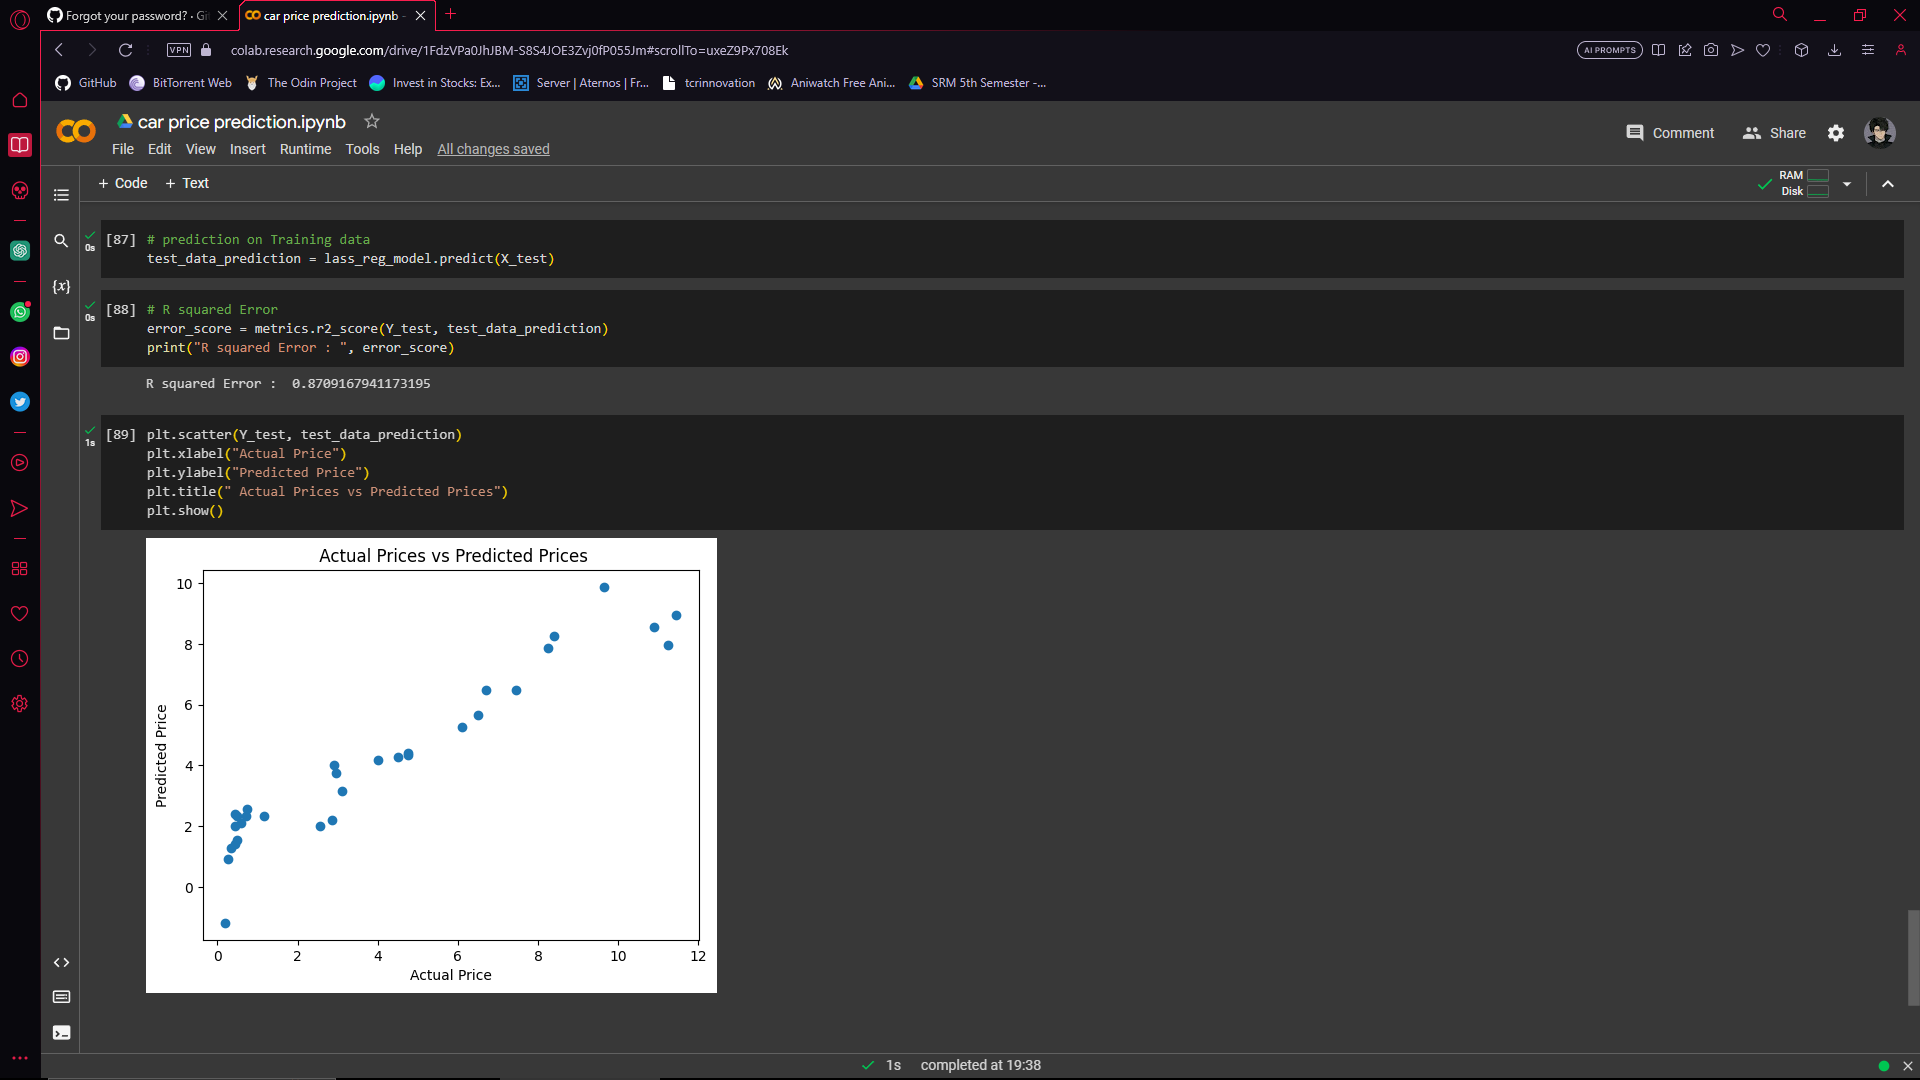 Forgot your password? · Gi
car price prediction.ipynb -
VPN
colab.research.google.com/drive/1FdzVPa0JhJBM-S8S4JOE3Zvj0fP055Jm#scrollTo=uxeZ9Px708Ek
AI PROMPTS
GitHub
BitTorrent Web
The Odin Project
Invest in Stocks: Ex...
Server | Aternos | Fr...
tcrinnovation
Aniwatch Free Ani...
SRM 5th Semester -...
car price prediction.ipynb
File Edit View Insert Runtime Tools Help All changes saved
Comment
Share
+ Code + Text
RAM
Disk
[87] # prediction on Training data
0s
test_data_prediction = lass_reg_model.predict(X_test)
{x}
[88] # R squared Error
0s
error_score = metrics.r2_score(Y_test, test_data_prediction)
print("R squared Error : ", error_score)
R squared Error :  0.8709167941173195
[89] plt.scatter(Y_test, test_data_prediction)
1s
plt.xlabel("Actual Price")
plt.ylabel("Predicted Price")
plt.title(" Actual Prices vs Predicted Prices")
plt.show()
Actual Prices vs Predicted Prices
10
8
6
4
2
0
Predicted Price
0 2 4 6 8 10 12
Actual Price
1s completed at 19:38